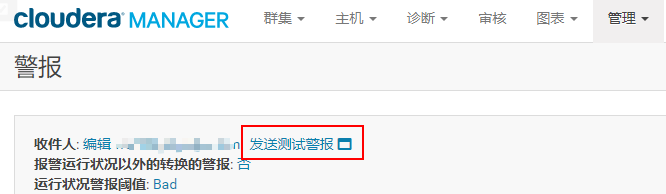 cloudera MANAGER 群集 主机 诊断 审核 图表 管理
警报
收件人: 编辑 发送测试警报
报警运行状况以外的转换的警报: 否
运行状况警报阈值: Bad